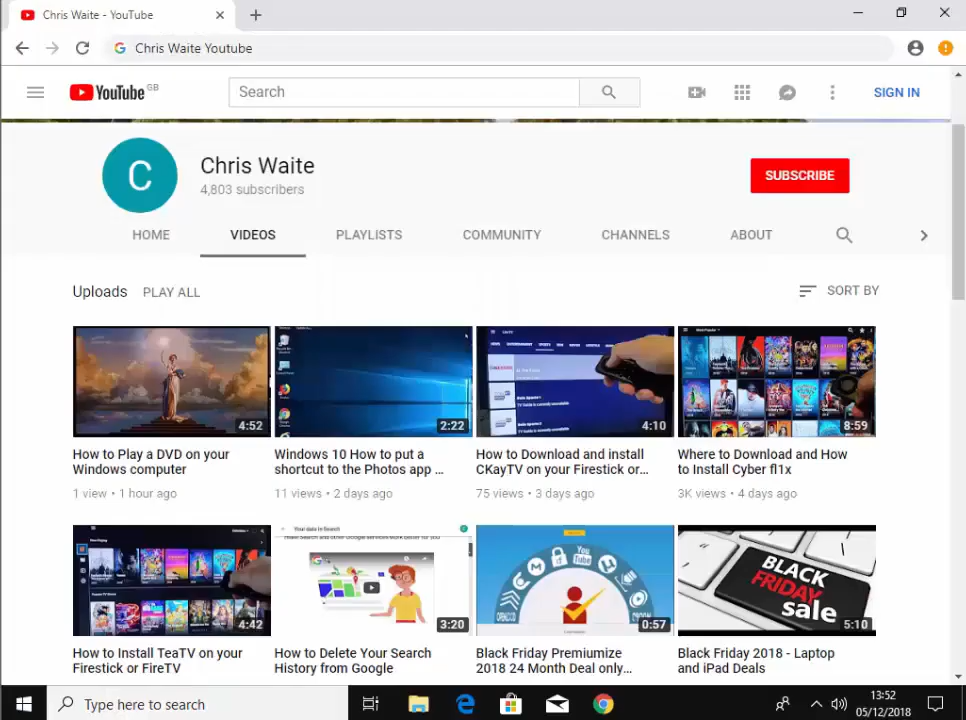 Chris Waite - YouTube
Chris Waite Youtube
YouTube GB
Search
SIGN IN
C
Chris Waite
4,803 subscribers
SUBSCRIBE
HOME VIDEOS PLAYLISTS COMMUNITY CHANNELS ABOUT
Uploads PLAY ALL
SORT BY
4:52
2:22
4:10
8:59
How to Play a DVD on your
Windows computer
1 view • 1 hour ago
Windows 10 How to put a
shortcut to the Photos app ...
11 views • 2 days ago
How to Download and install
CKayTV on your Firestick or...
75 views • 3 days ago
Where to Download and How
to Install Cyber fl1x
3K views • 4 days ago
4:42
Your data in Search
3:20
You
Tube
0:57
BLACK
FRIDAY
sale
5:10
How to Install TeaTV on your
Firestick or FireTV
How to Delete Your Search
History from Google
Black Friday Premiumize
2018 24 Month Deal only...
Black Friday 2018 - Laptop
and iPad Deals
Type here to search
13:52
05/12/2018